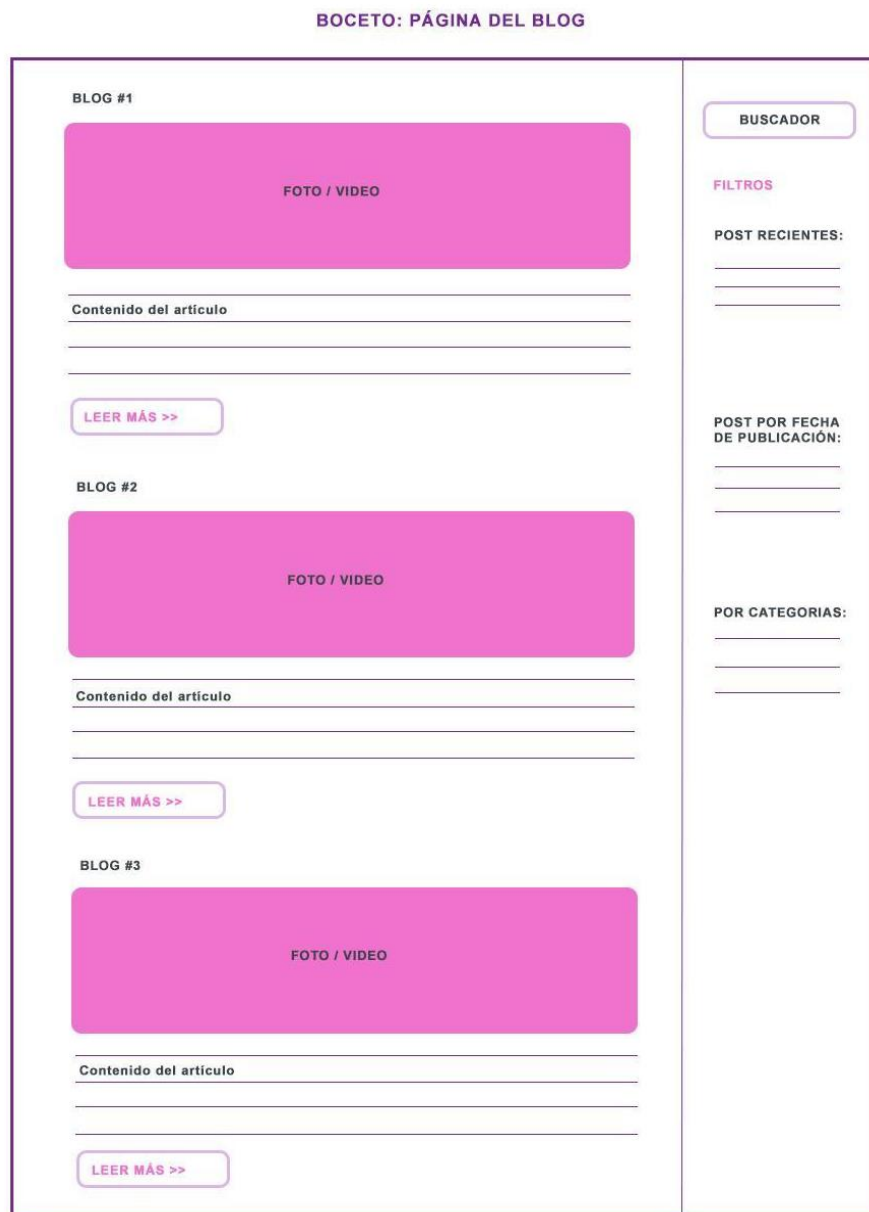 BOCETO: PÁGINA DEL BLOG
BLOG #1
FOTO / VIDEO
Contenido del artículo
LEER MÁS >>
BLOG #2
FOTO / VIDEO
Contenido del artículo
LEER MÁS >>
BLOG #3
FOTO / VIDEO
Contenido del artículo
LEER MÁS >>
BUSCADOR
FILTROS
POST RECIENTES:
POST POR FECHA
DE PUBLICACIÓN:
POR CATEGORIAS: